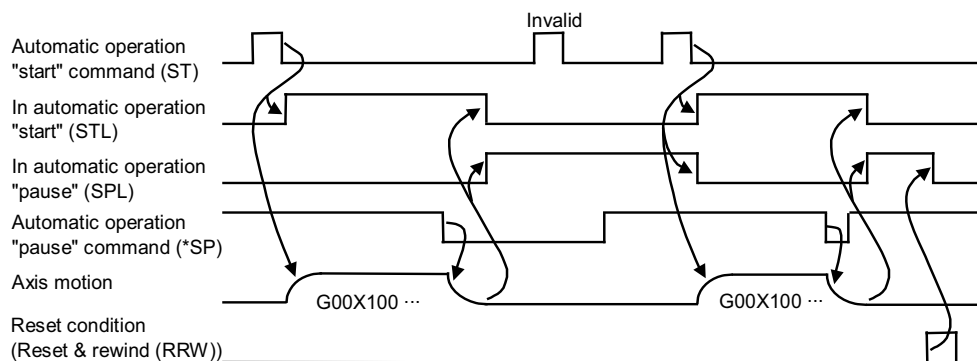 Invalid
Automatic operation
"start" command (ST)
In automatic operation
"start" (STL)
In automatic operation
"pause" (SPL)
Automatic operation
"pause" command (*SP)
Axis motion
G00X100 ···
G00X100 ···
Reset condition
(Reset & rewind (RRW))